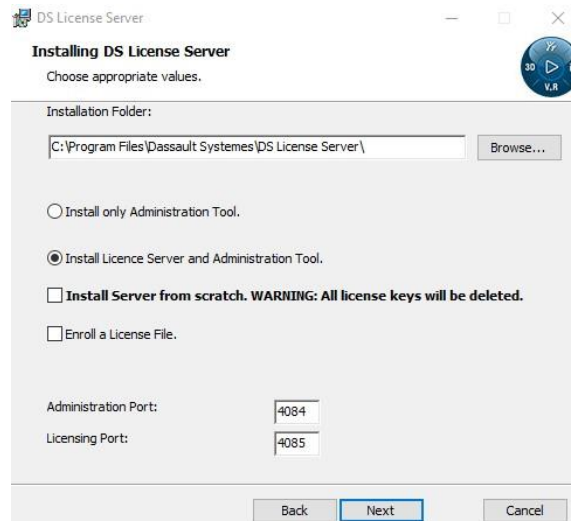 DS License Server
Installing DS License Server
Choose appropriate values.
3D
V.R
Installation Folder:
C:\Program Files\Dassault Systemes\DS License Server\
Browse...
Install only Administration Tool.
Install Licence Server and Administration Tool.
Install Server from scratch. WARNING: All license keys will be deleted.
Enroll a License File.
Administration Port:
4084
Licensing Port:
4085
Back
Next
Cancel